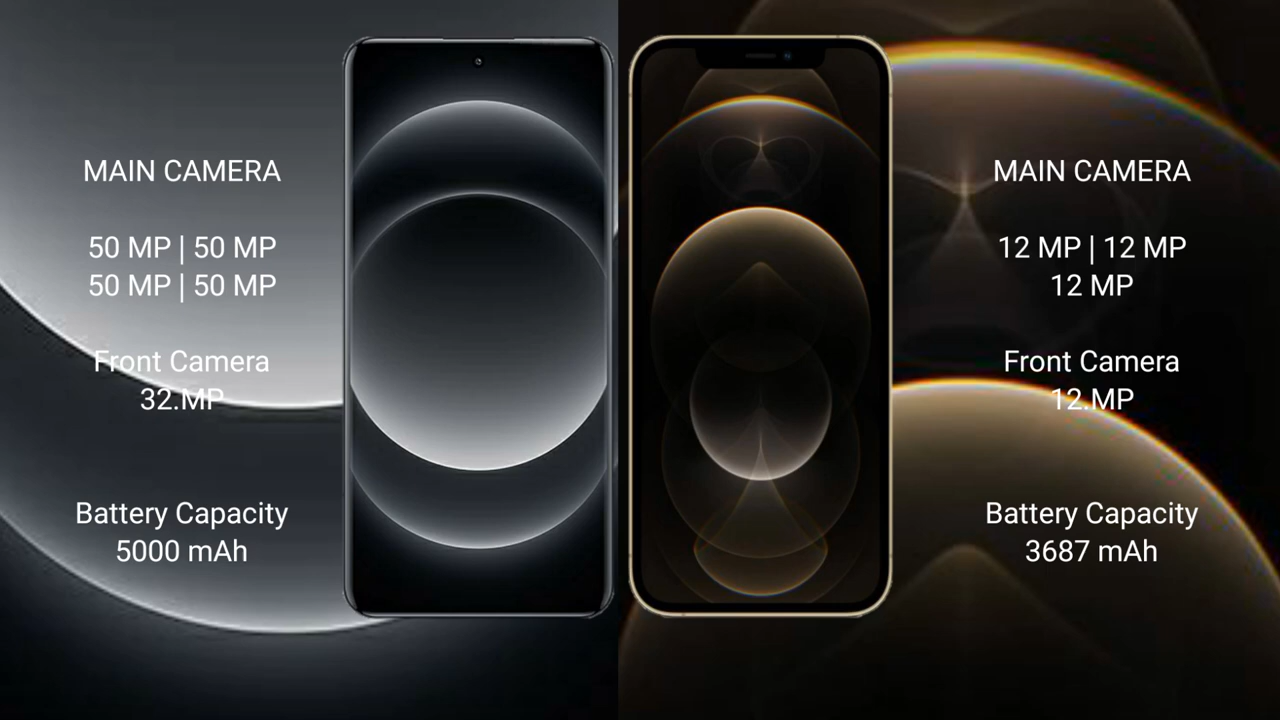 MAIN CAMERA
50 MP | 50 MP
50 MP | 50 MP
Front Camera
32.MP
Battery Capacity
5000 mAh
MAIN CAMERA
12 MP | 12 MP
12 MP
Front Camera
12.MP
Battery Capacity
3687 mAh